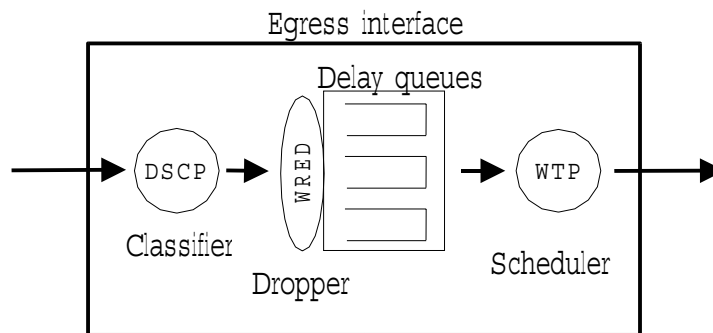 Egress interface
Delay queues
DSCP
WRED
WTP
Classifier
Scheduler
Dropper